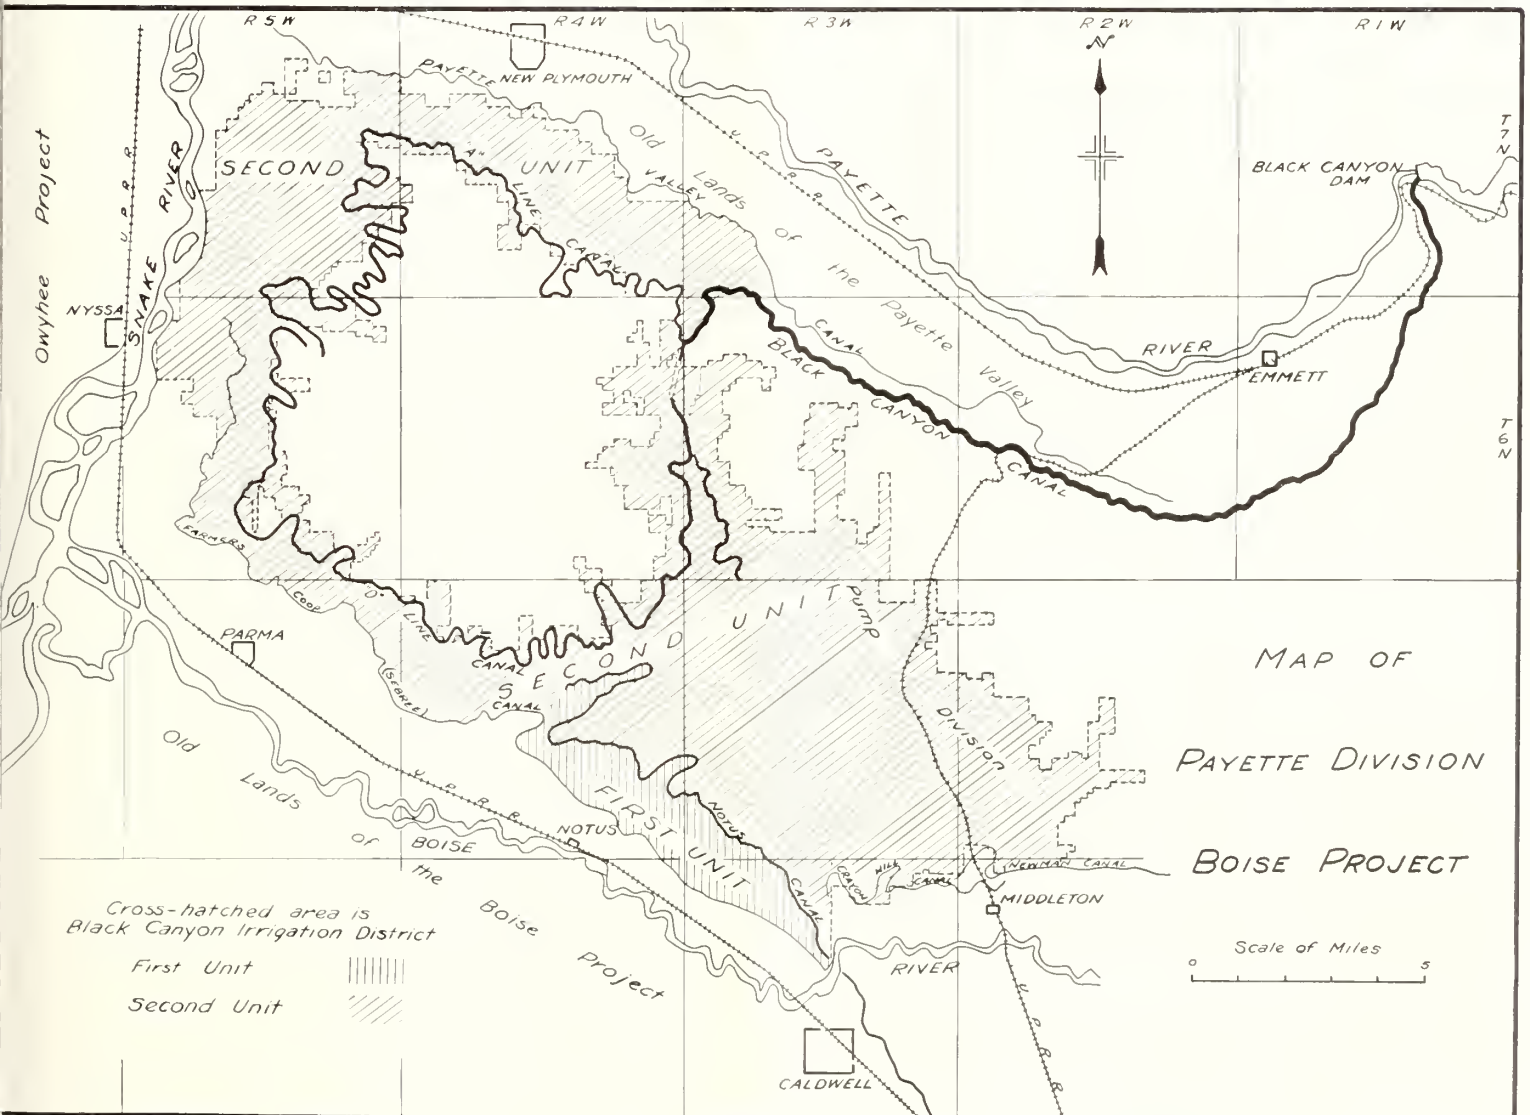 R 5 W
R 4 W
R 3 W
R 2 W
R 1 W
N
NEW PLYMOUTH
PAYETTE
VALLEY
CANAL
Old Lands of the Payette Valley
U. P. R. R.
PAYETTE
RIVER
T 7 N
BLACK CANYON
DAM
Owyhee Project
U P R R
SNAKE RIVER
SECOND UNIT
"A" LINE CANAL
NYSSA
BLACK CANYON CANAL
EMMETT
T 6 N
FARMERS
COOP
(SEBREE)
CANAL
"D" LINE CANAL
PARMA
SECOND UNIT
PUMP
DIVISION
MAP OF
PAYETTE DIVISION
BOISE PROJECT
Old Lands of the Boise Project
U. P. R. R.
FIRST UNIT
NOTUS
NOTUS CANAL
BOISE
RIVER
CANYON HILL CANAL
NEWMAN CANAL
MIDDLETON
Cross-hatched area is
Black Canyon Irrigation District
First Unit
Second Unit
Scale of Miles
0 5
U P R R
CALDWELL